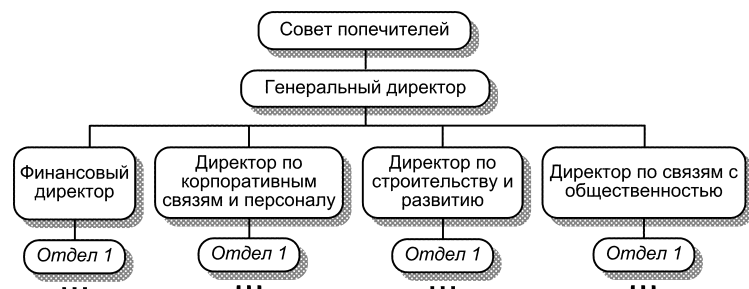 Совет попечителей
Генеральный директор
Финансовый
директор
Директор по
корпоративным
связям и персоналу
Директор по
строительству и
развитию
Директор по связям с
общественностью
Отдел 1
Отдел 1
Отдел 1
Отдел 1
...
...
...
...